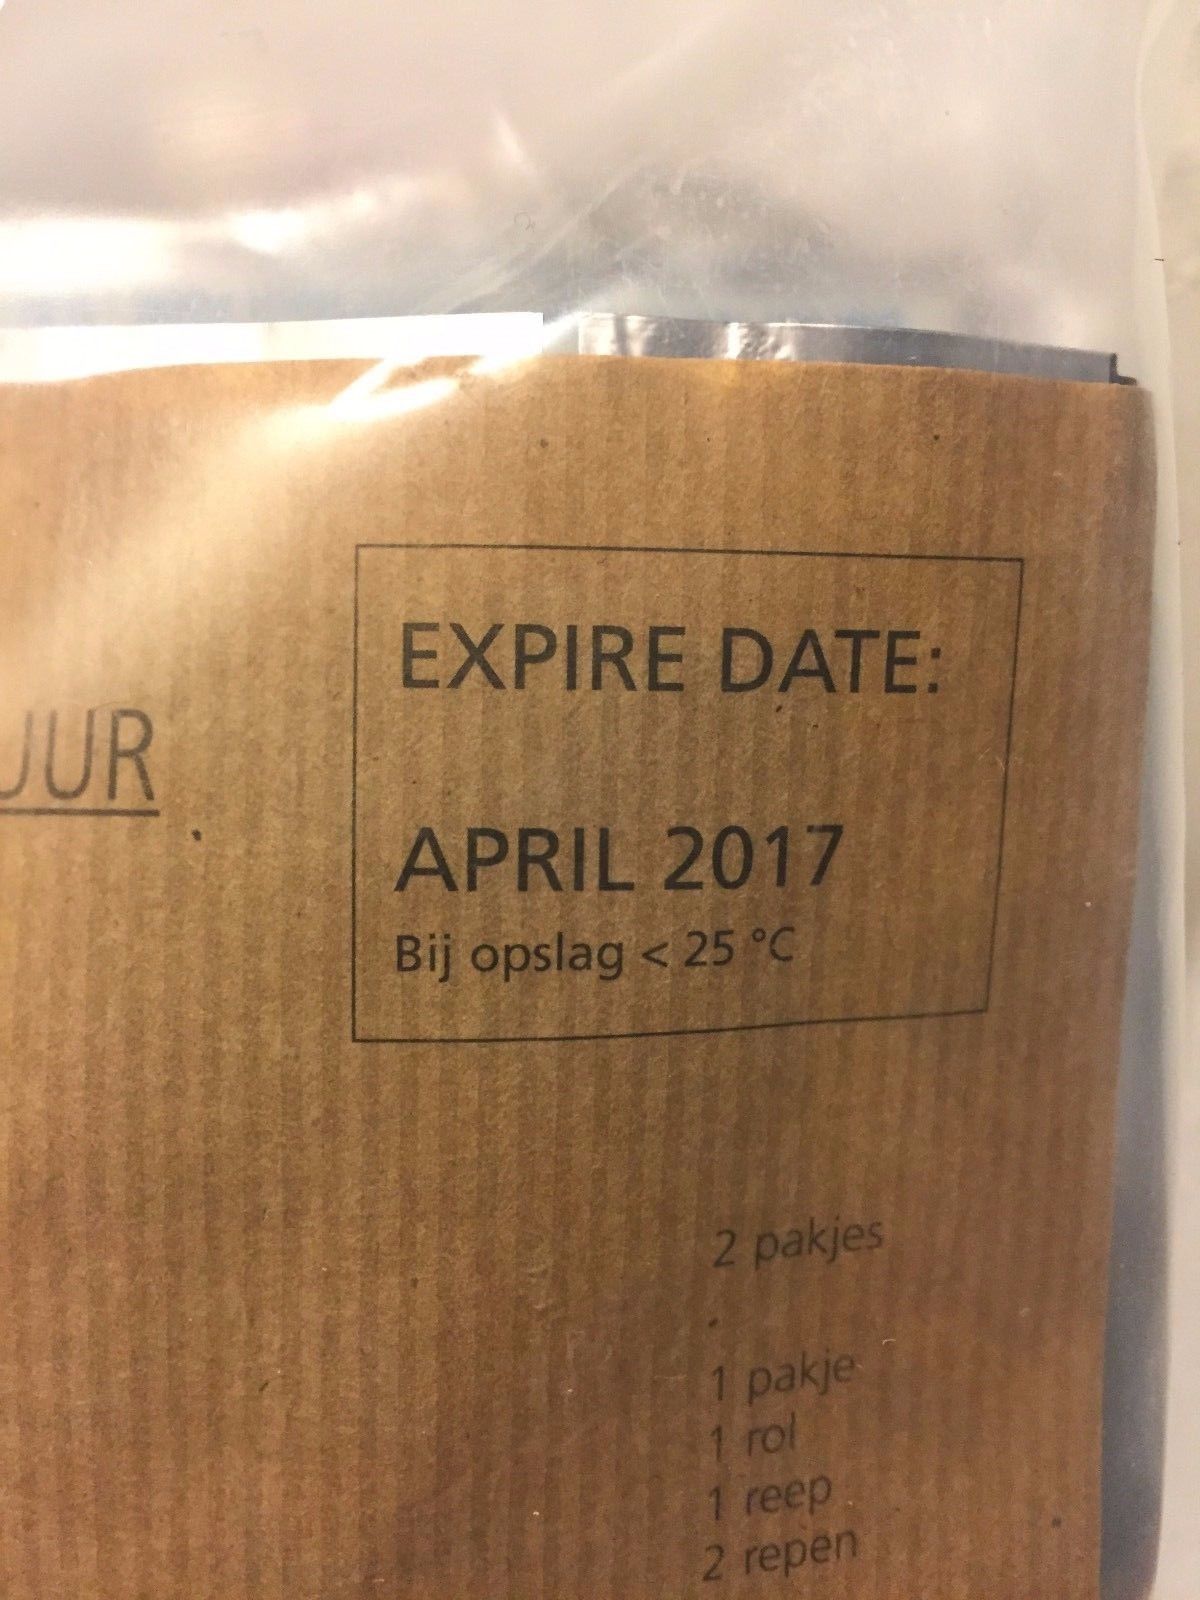 EXPIRE DATE:
UUR
APRIL 2017
Bij opslag < 25 °C
2 pakjes
1 pakje
1 rol
1 reep
2 repen